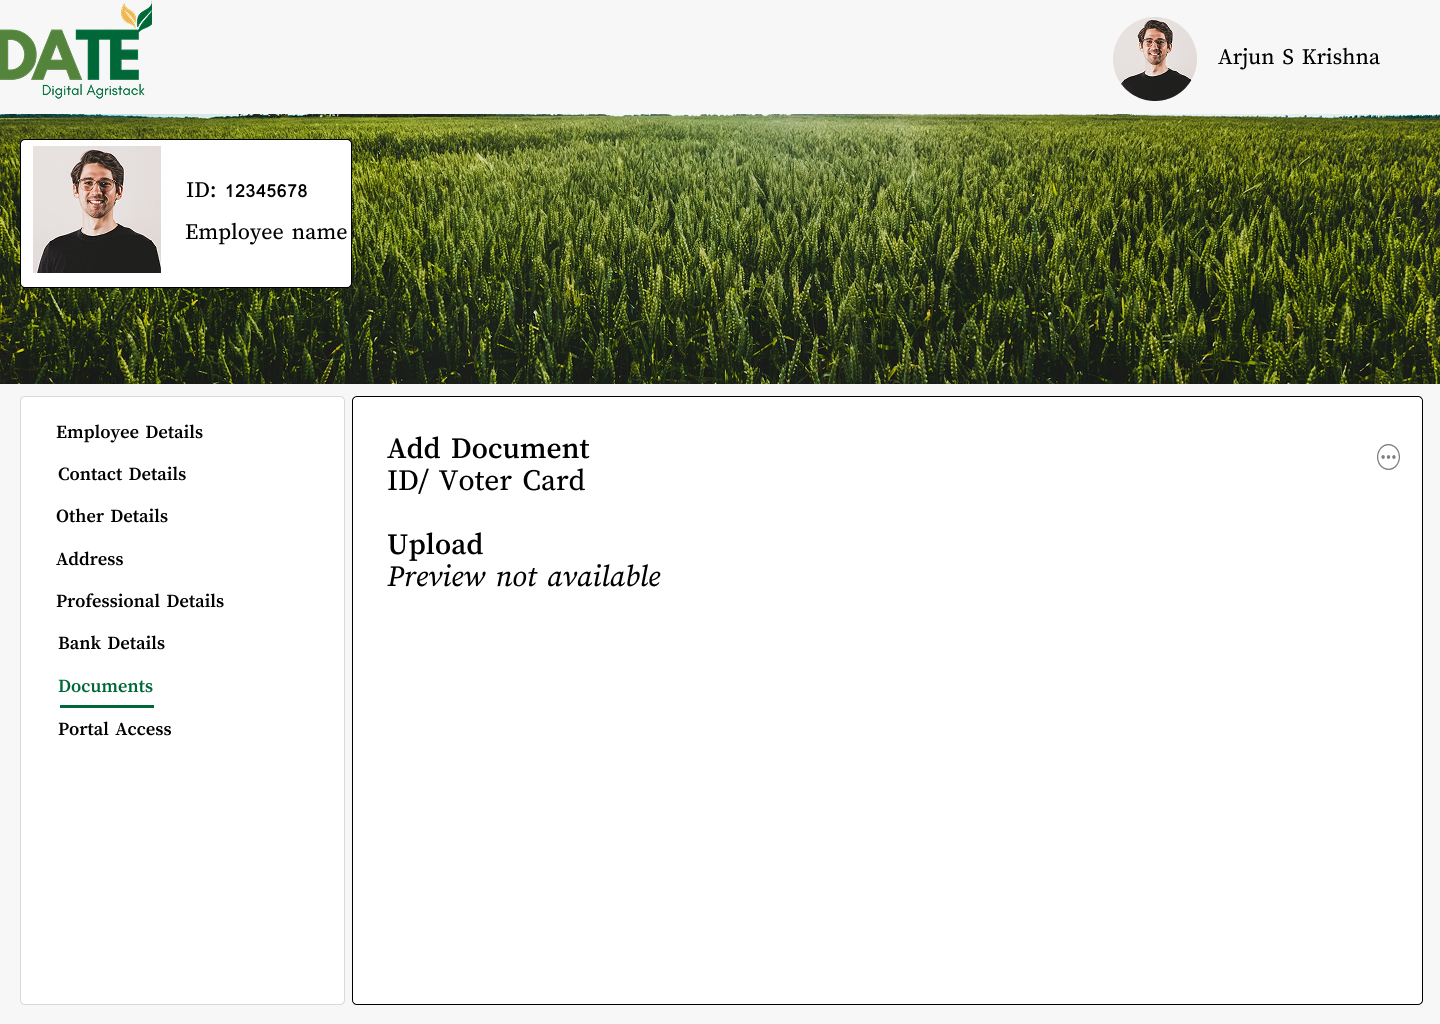 DATE
Digital Agristack
Arjun S Krishna
ID: 12345678
Employee name
Employee Details
Contact Details
Other Details
Address
Professional Details
Bank Details
Documents
Portal Access
Add Document
ID/ Voter Card
Upload
Preview not available